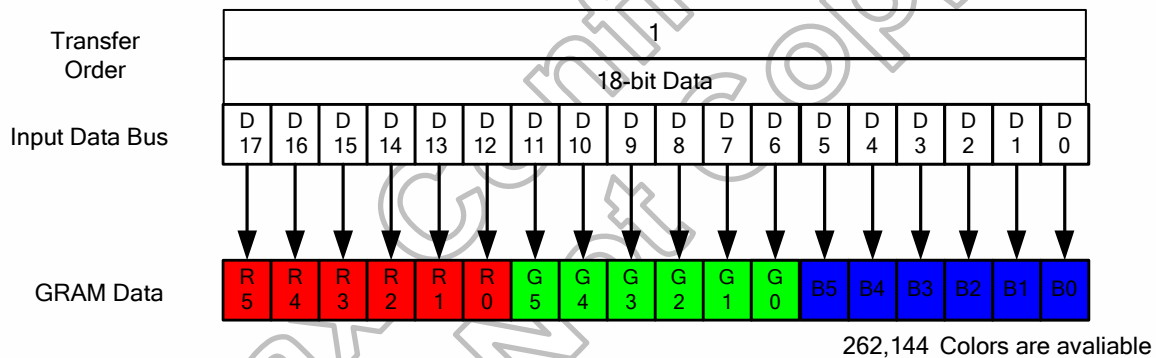 Transfer
Order
1
18-bit Data
Input Data Bus
D D D D D D D D D D D D D D D D D D
17 16 15 14 13 12 11 10 9 8 7 6 5 4 3 2 1 0
GRAM Data
R R R R R R G G G G G G B5 B4 B3 B2 B1 B0
5 4 3 2 1 0 5 4 3 2 1 0
262,144 Colors are avaliable